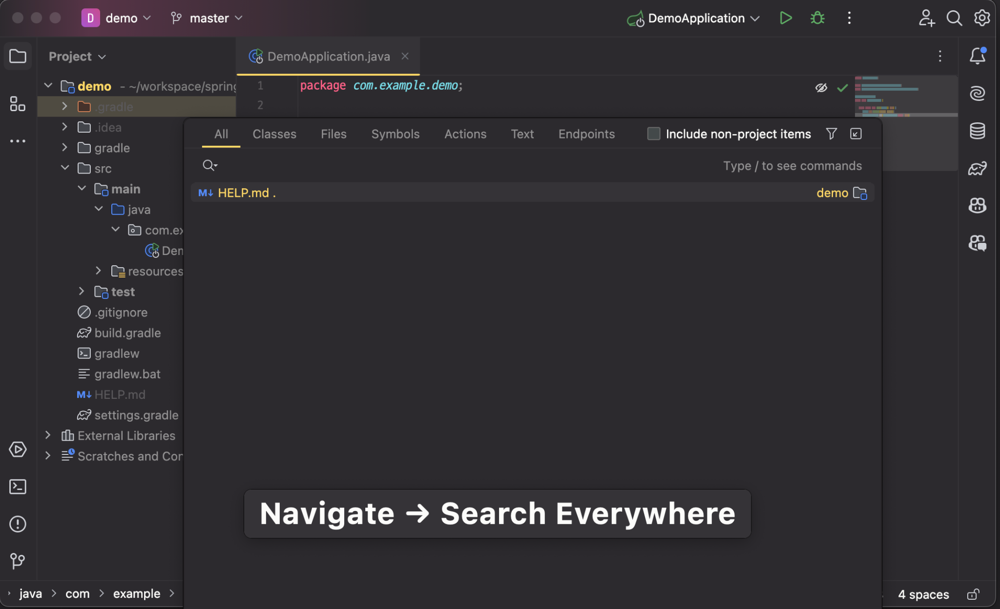 D demo master DemoApplication
Project
DemoApplication.java
demo - ~/workspace/spring
1 package com.example.demo;
.gradle
2
.idea
gradle
src
main
java
com.ex
Den
resources
test
.gitignore
build.gradle
gradlew
gradlew.bat
M↓ HELP.md
settings.gradle
External Libraries
Scratches and Con
All Classes Files Symbols Actions Text Endpoints Include non-project items
Type / to see commands
M↓ HELP.md . demo
Navigate → Search Everywhere
java > com > example >
4 spaces